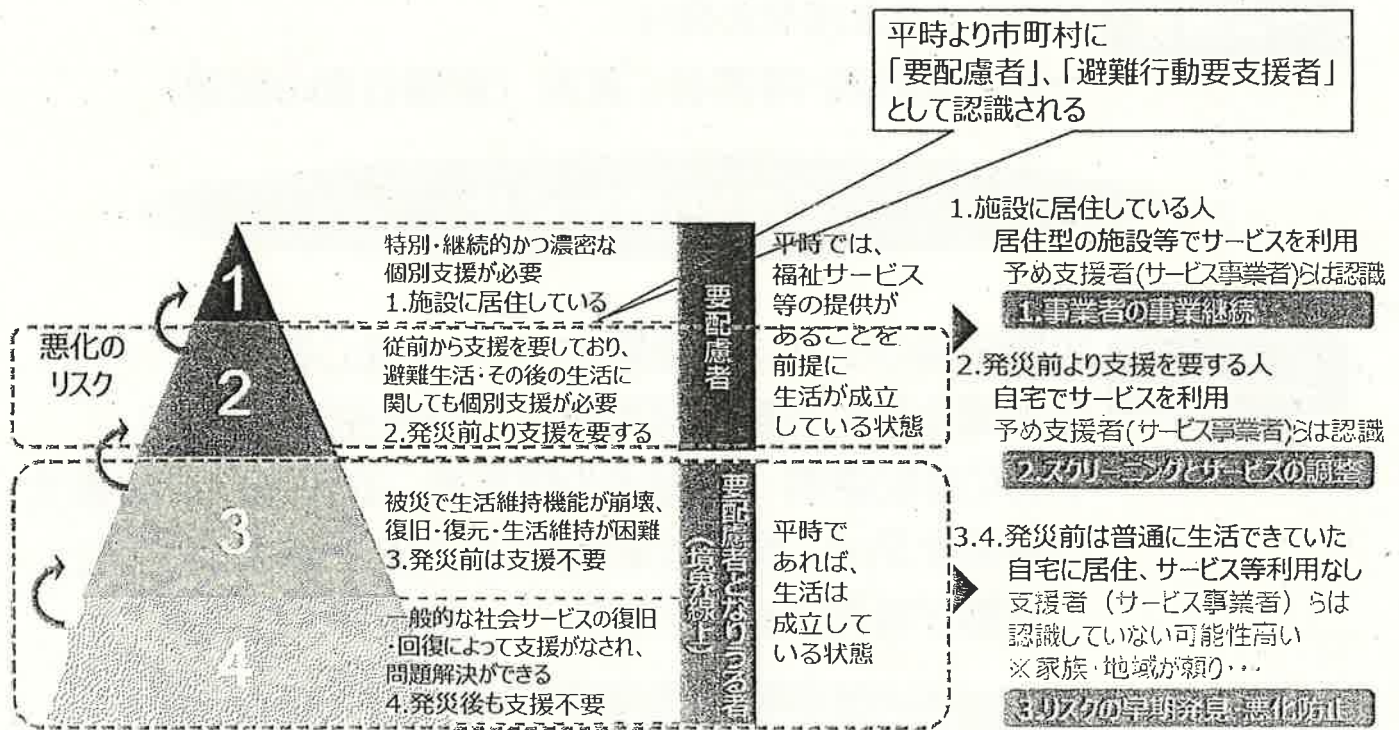 平時より市町村に
「要配慮者」、「避難行動要支援者」
として認識される
悪化の
リスク
1
2
3
4
特別・継続的かつ濃密な
個別支援が必要
1.施設に居住している
従前から支援を要しており、
避難生活・その後の生活に
関しても個別支援が必要
2.発災前より支援を要する
被災で生活維持機能が崩壊、
復旧・復元・生活維持が困難
3.発災前は支援不要
一般的な社会サービスの復旧
・回復によって支援がなされ、
問題解決ができる
4.発災後も支援不要
要配慮者
要配慮者となりうる者
(境界線上)
平時では、
福祉サービス
等の提供が
あることを
前提に
生活が成立
している状態
平時で
あれば、
生活は
成立して
いる状態
1.施設に居住している人
居住型の施設等でサービスを利用
予め支援者(サービス事業者)らは認識
1.事業者の事業継続
2.発災前より支援を要する人
自宅でサービスを利用
予め支援者(サービス事業者)らは認識
2.スクリーニングとサービスの調整
3.4.発災前は普通に生活できていた
自宅に居住、サービス等利用なし
支援者（サービス事業者）らは
認識していない可能性高い
※家族・地域が頼り…
3.リスクの早期発見・悪化防止